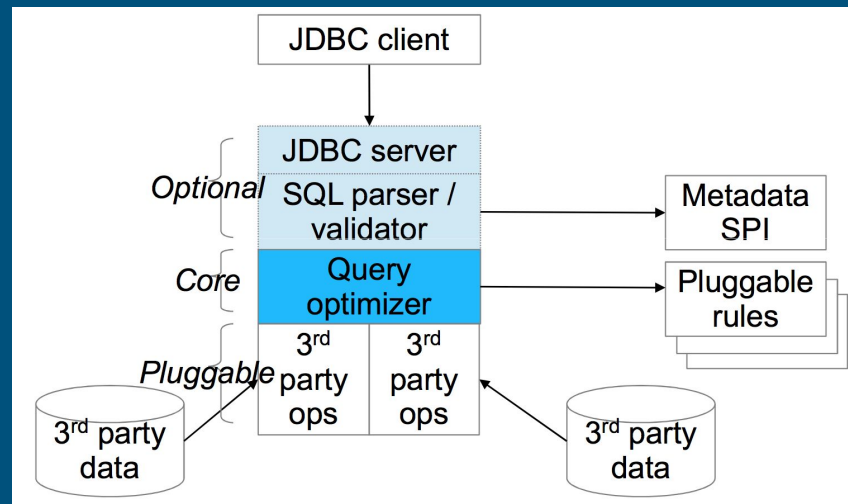 JDBC client
JDBC server
Optional
SQL parser /
validator
Metadata
SPI
Core
Query
optimizer
Pluggable
rules
Pluggable
3rd
party
ops
3rd
party
ops
3rd party
data
3rd party
data